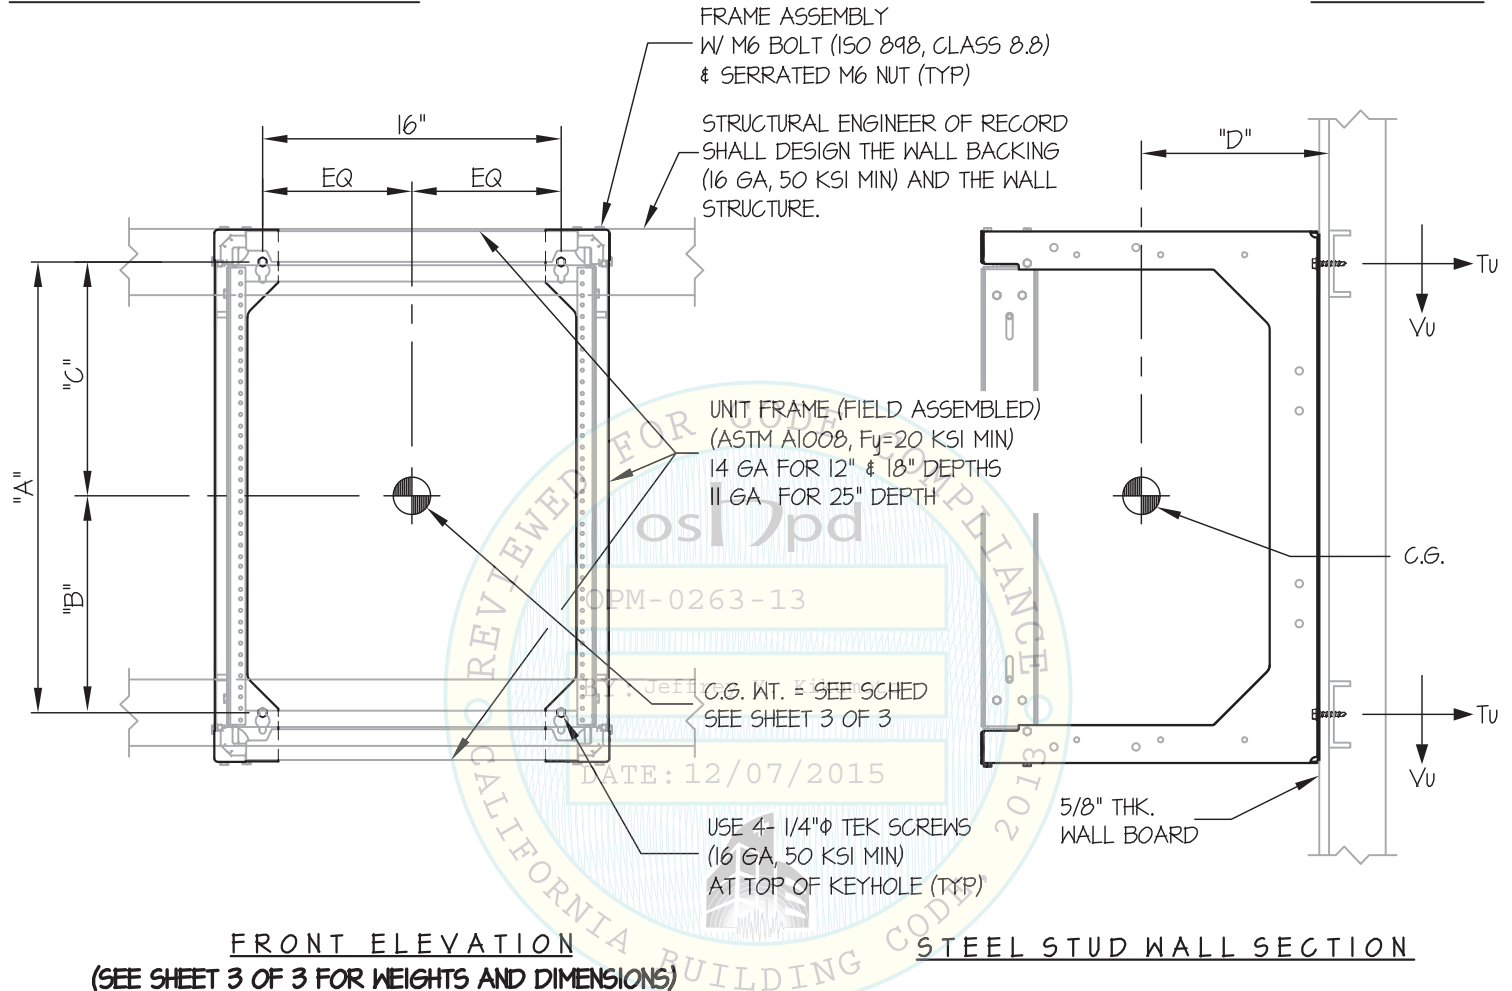 FRAME ASSEMBLY
W/ M6 BOLT (ISO 898, CLASS 8.8)
& SERRATED M6 NUT (TYP)
STRUCTURAL ENGINEER OF RECORD
SHALL DESIGN THE WALL BACKING
(16 GA, 50 KSI MIN) AND THE WALL
STRUCTURE.
16"
EQ
EQ
"D"
Tu
Vu
"C"
"A"
"B"
UNIT FRAME (FIELD ASSEMBLED)
(ASTM A1008, Fy=20 KSI MIN)
14 GA FOR 12" & 18" DEPTHS
11 GA FOR 25" DEPTH
C.G.
C.G. WT. = SEE SCHED
SEE SHEET 3 OF 3
Tu
Vu
5/8" THK.
WALL BOARD
USE 4- 1/4"Φ TEK SCREWS
(16 GA, 50 KSI MIN)
AT TOP OF KEYHOLE (TYP)
REVIEWED FOR CODE COMPLIANCE
oshpd
OPM-0263-13
BY: Jeffrey
DATE: 12/07/2015
CALIFORNIA BUILDING CODE, 2013
FRONT ELEVATION
(SEE SHEET 3 OF 3 FOR WEIGHTS AND DIMENSIONS)
STEEL STUD WALL SECTION